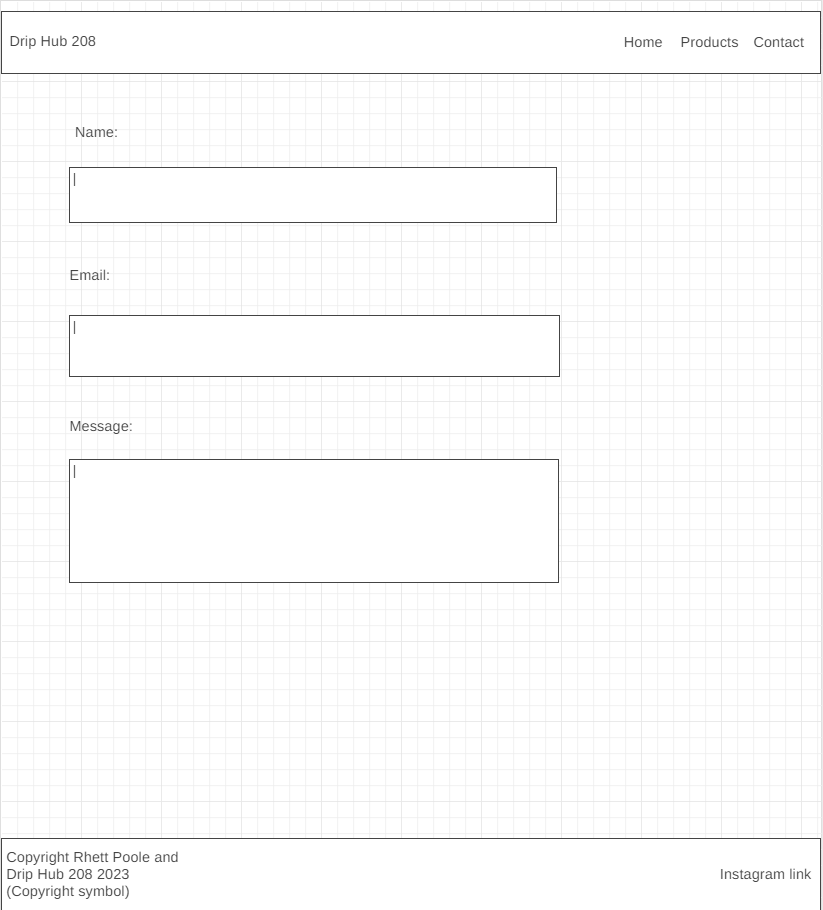 Drip Hub 208
Home Products Contact
Name:
Email:
Message:
Copyright Rhett Poole and
Drip Hub 208 2023
(Copyright symbol)
Instagram link